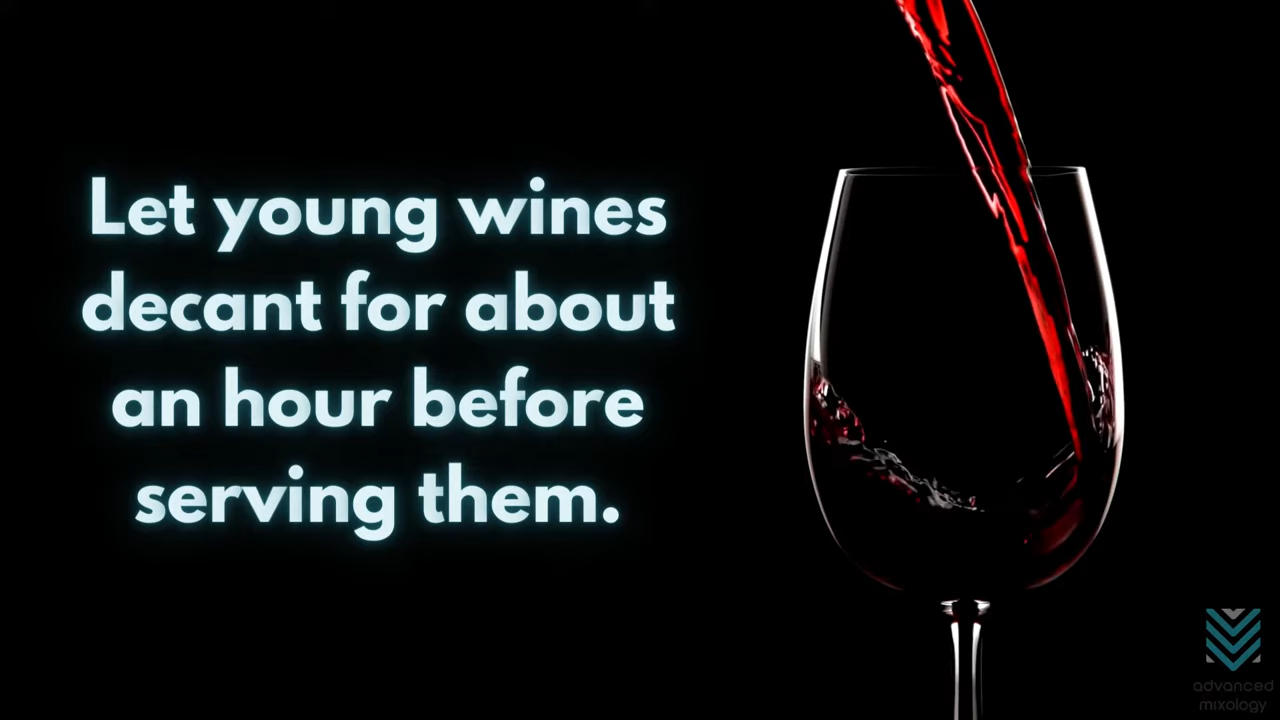 Let young wines
decant for about
an hour before
serving them.
advanced
mixology